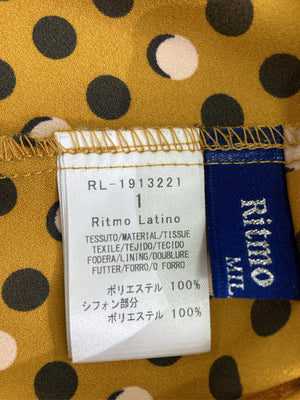 RL-1913221
1
Ritmo Latino
TESSUTO/MATERIAL/TISSUE
TEXILE/TEJIDO/TECIDO
FODERA/LINING/DOUBLURE
FUTTER/FORRO/O FORRO
ポリエステル 100%
シフォン部分
ポリエステル 100%
Ritmo
MIL